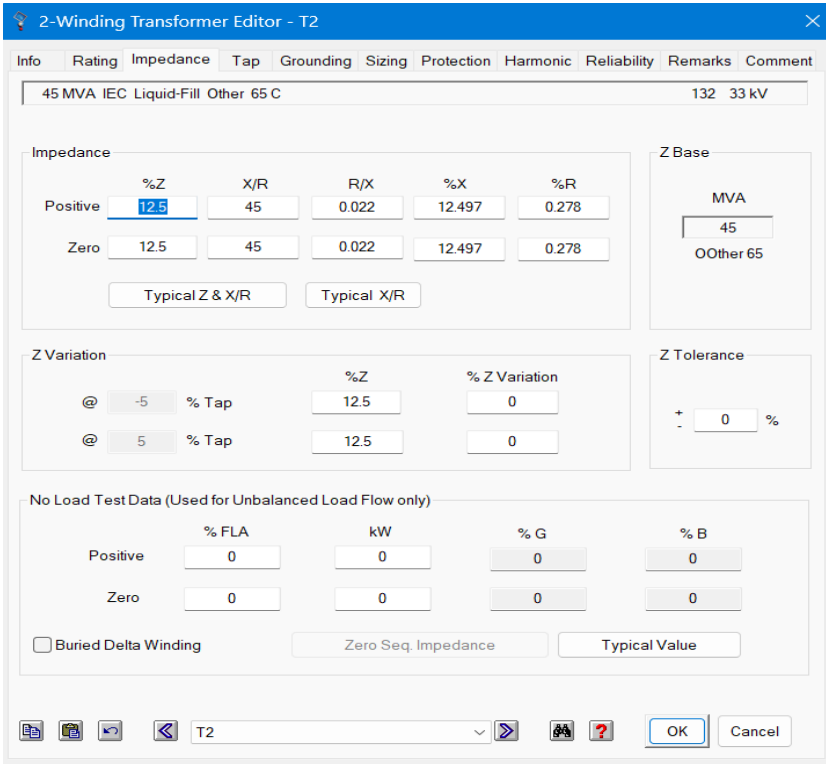 2-Winding Transformer Editor - T2
Info Rating Impedance Tap Grounding Sizing Protection Harmonic Reliability Remarks Comment
45 MVA IEC Liquid-Fill Other 65 C 132 33 kV
Impedance
%Z X/R R/X %X %R
Positive 12.5 45 0.022 12.497 0.278
Zero 12.5 45 0.022 12.497 0.278
Typical Z & X/R Typical X/R
Z Base
MVA
45
OOther 65
Z Variation
%Z % Z Variation
@ -5 % Tap 12.5 0
@ 5 % Tap 12.5 0
Z Tolerance
+
- 0 %
No Load Test Data (Used for Unbalanced Load Flow only)
% FLA kW % G % B
Positive 0 0 0 0
Zero 0 0 0 0
Buried Delta Winding Zero Seq. Impedance Typical Value
T2 ? OK Cancel